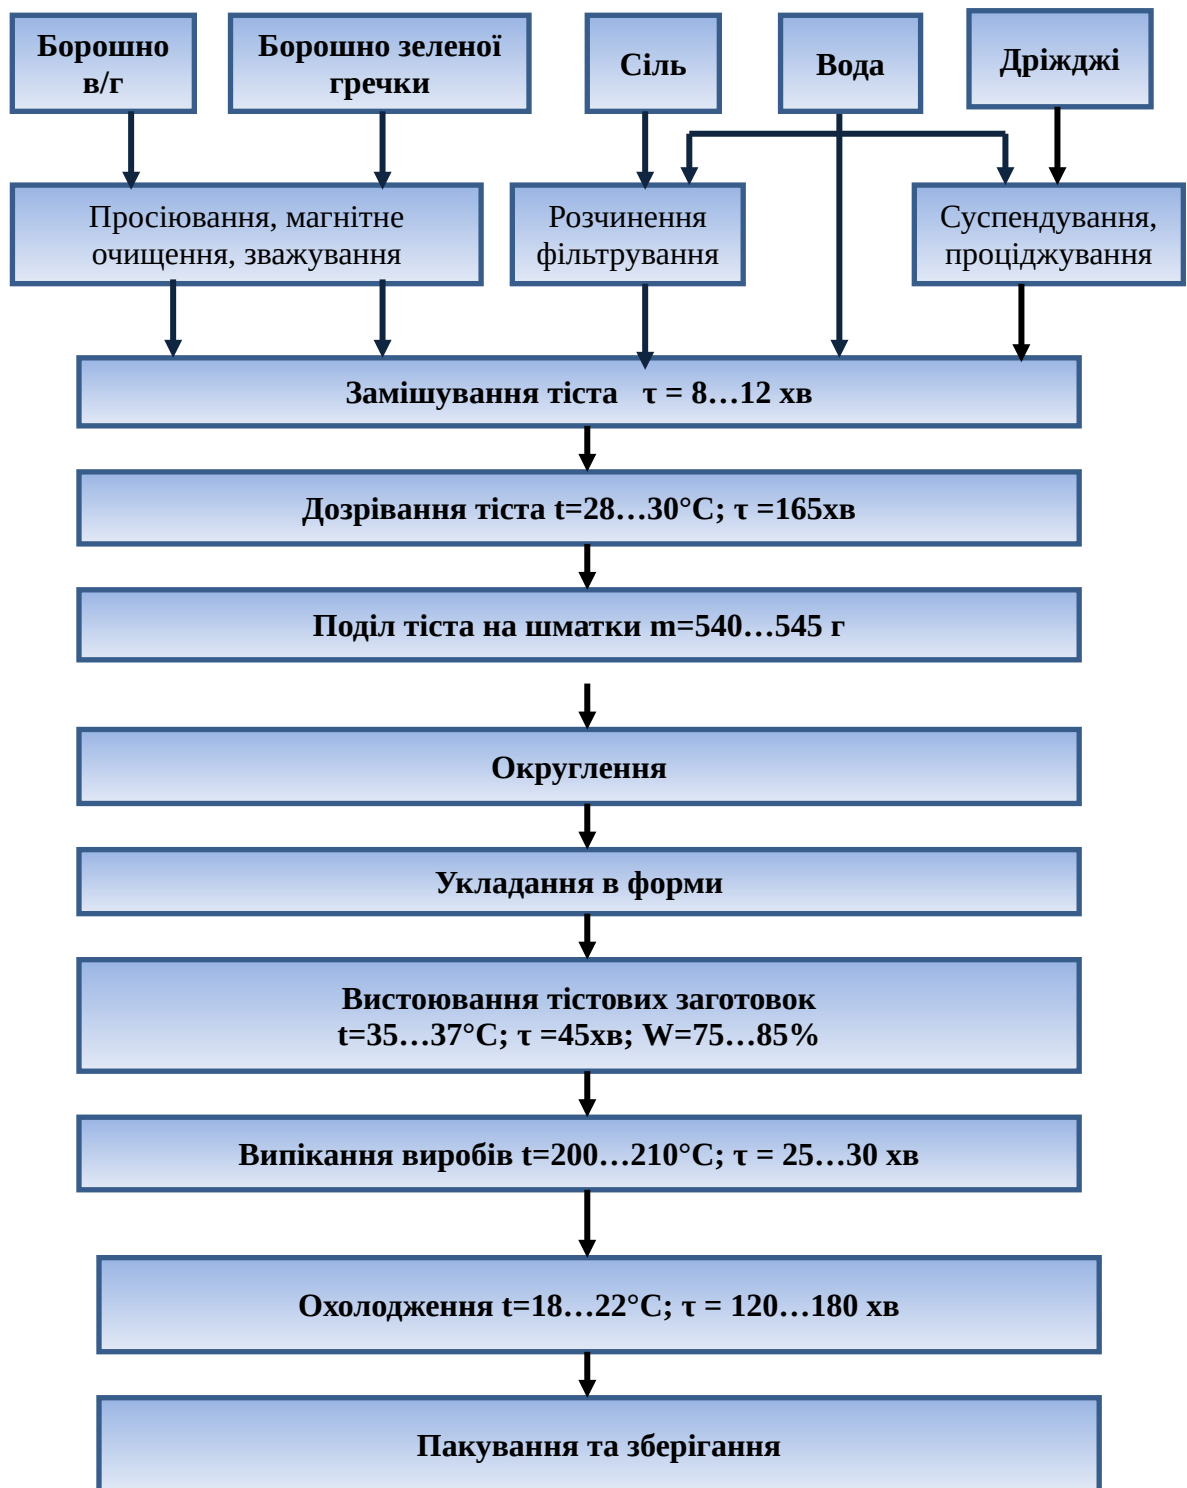 Борошно
в/г
Борошно зеленої
гречки
Сіль
Вода
Дріжджі
Просіювання, магнітне
очищення, зважування
Розчинення
фільтрування
Суспендування,
проціджування
Замішування тіста τ = 8…12 хв
Дозрівання тіста t=28…30°C; τ =165хв
Поділ тіста на шматки m=540…545 г
Округлення
Укладання в форми
Вистоювання тістових заготовок
t=35…37°C; τ =45хв; W=75…85%
Випікання виробів t=200…210°C; τ = 25…30 хв
Охолодження t=18…22°C; τ = 120…180 хв
Пакування та зберігання